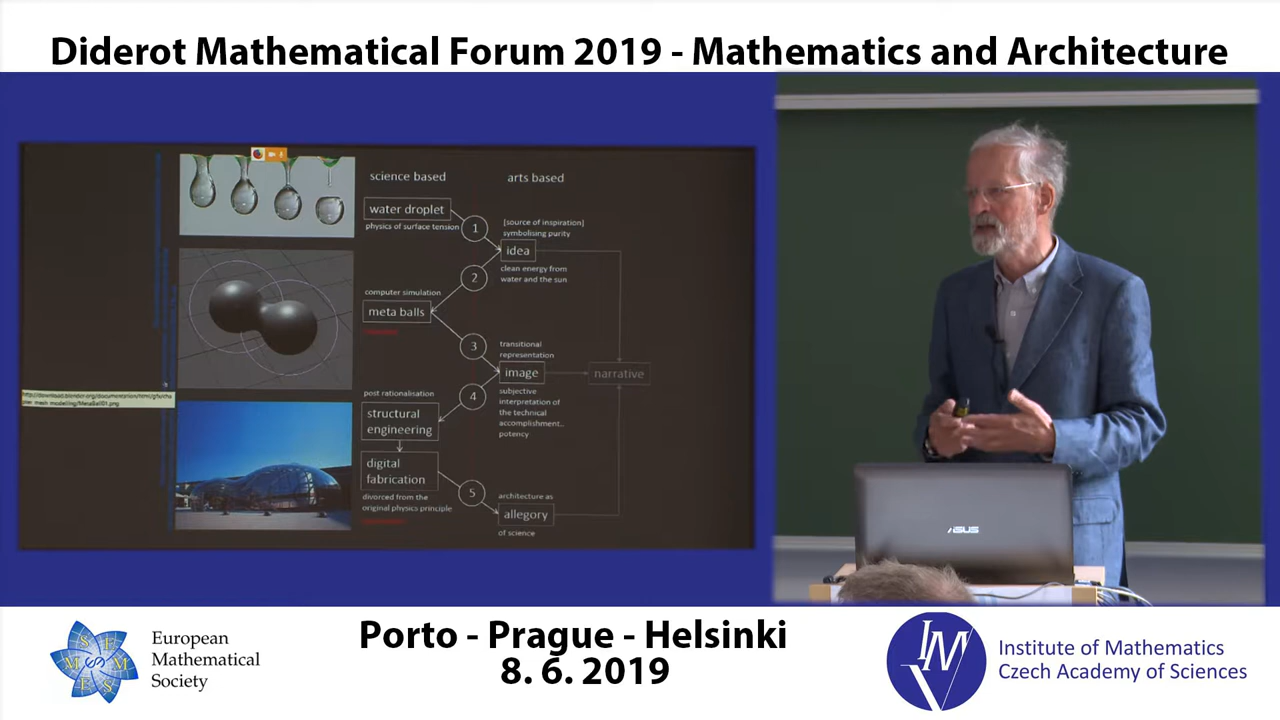 Diderot Mathematical Forum 2019 - Mathematics and Architecture
science based
arts based
water droplet
physics of surface tension
1
[source of inspiration]
symbolising purity
idea
clean energy from
water and the sun
2
computer simulation
meta balls
3
transitional
representation
image
narrative
subjective
interpretation of
the technical
accomplishment..
potency
post rationalisation
4
structural
engineering
digital
fabrication
divorced from the
original physics principle
5
architecture as
allegory
of science
ASUS
European
Mathematical
Society
Porto - Prague - Helsinki
8. 6. 2019
IM
Institute of Mathematics
Czech Academy of Sciences